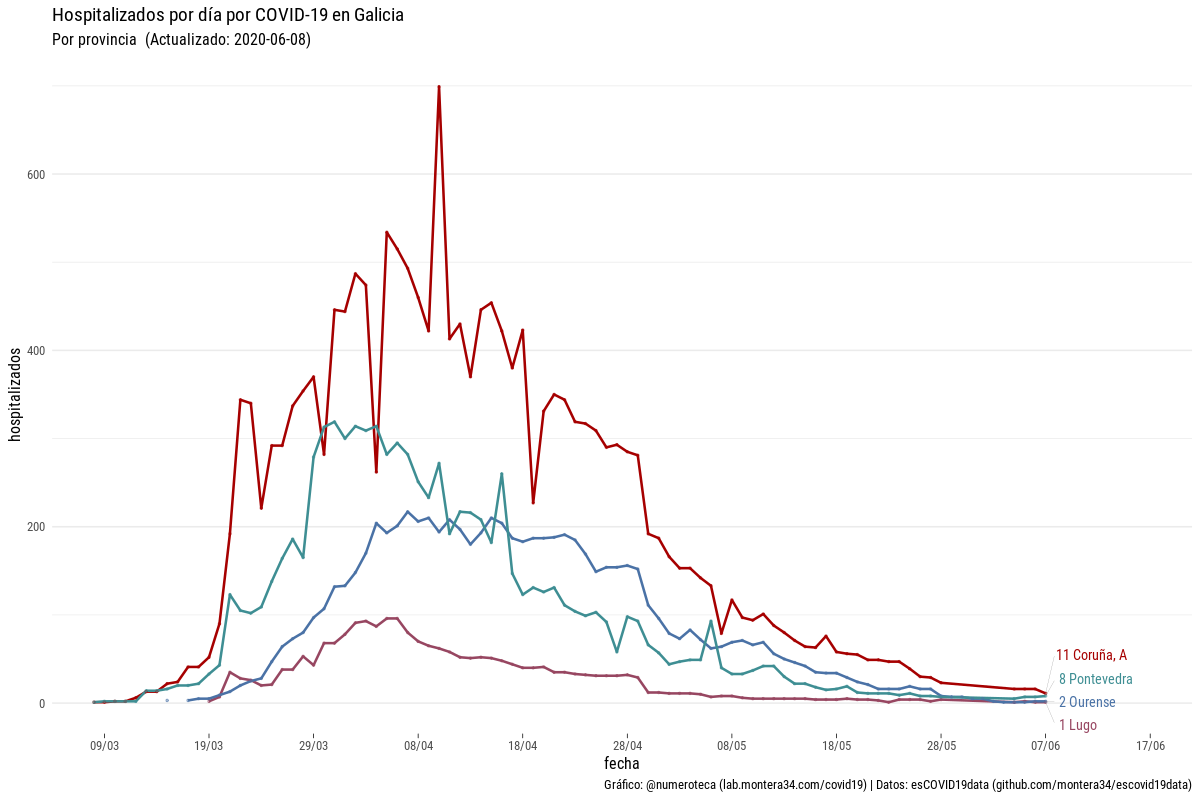 Hospitalizados por día por COVID-19 en Galicia
Por provincia  (Actualizado: 2020-06-08)
hospitalizados
600
400
200
0
11 Coruña, A
8 Pontevedra
2 Ourense
1 Lugo
09/03 19/03 29/03 08/04 18/04 28/04 08/05 18/05 28/05 07/06 17/06
fecha
Gráfico: @numeroteca (lab.montera34.com/covid19) | Datos: esCOVID19data (github.com/montera34/escovid19data)